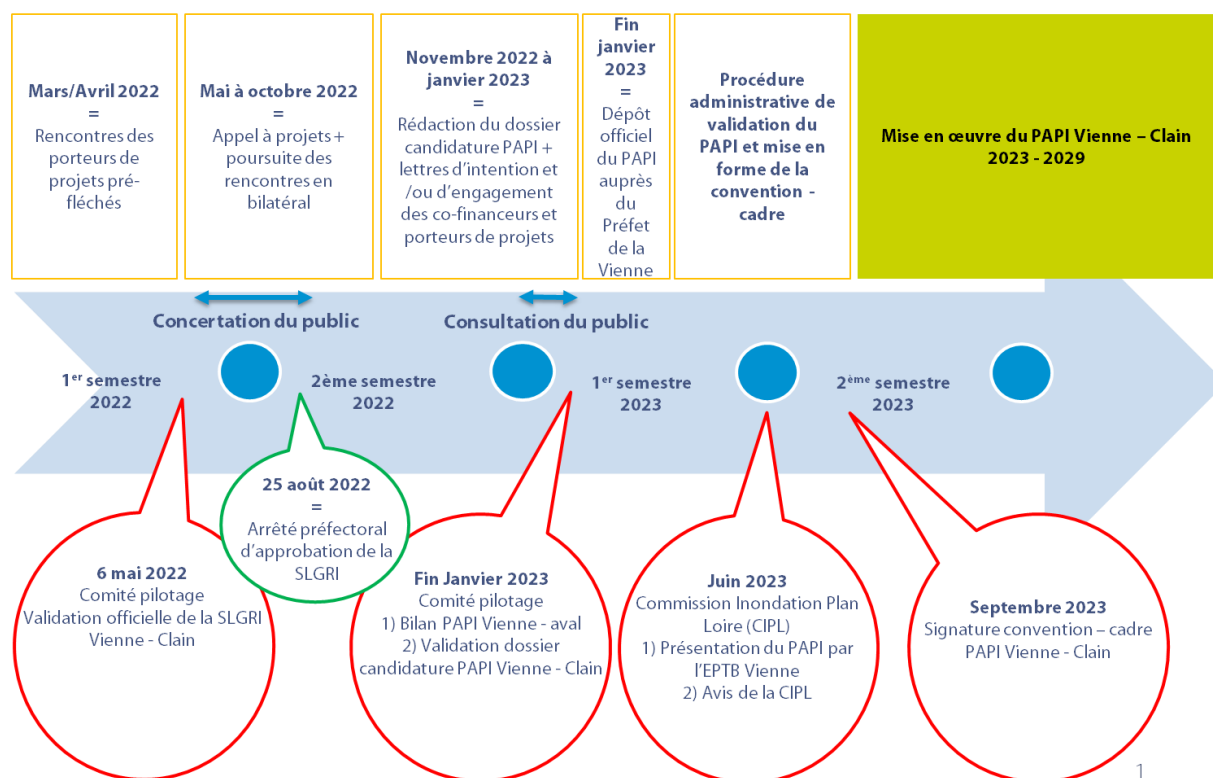 Mars/Avril 2022
=
Rencontres des
porteurs de
projets pré-
fléchés
Mai à octobre 2022
=
Appel à projets +
poursuite des
rencontres en
bilatéral
Novembre 2022 à
janvier 2023
=
Rédaction du dossier
candidature PAPI +
lettres d’intention et
/ou d’engagement
des co-financeurs et
porteurs de projets
Fin
janvier
2023
=
Dépôt
officiel
du PAPI
auprès
du
Préfet
de la
Vienne
Procédure
administrative de
validation du
PAPI et mise en
forme de la
convention -
cadre
Mise en œuvre du PAPI Vienne – Clain
2023 - 2029
Concertation du public
Consultation du public
1er semestre
2022
2ème semestre
2022
1er semestre
2023
2ème semestre
2023
25 août 2022
=
Arrêté préfectoral
d’approbation de la
SLGRI
6 mai 2022
Comité pilotage
Validation officielle de la SLGRI
Vienne - Clain
Fin Janvier 2023
Comité pilotage
1) Bilan PAPI Vienne - aval
2) Validation dossier
candidature PAPI Vienne - Clain
Juin 2023
Commission Inondation Plan
Loire (CIPL)
1) Présentation du PAPI par
l’EPTB Vienne
2) Avis de la CIPL
Septembre 2023
Signature convention – cadre
PAPI Vienne - Clain
1